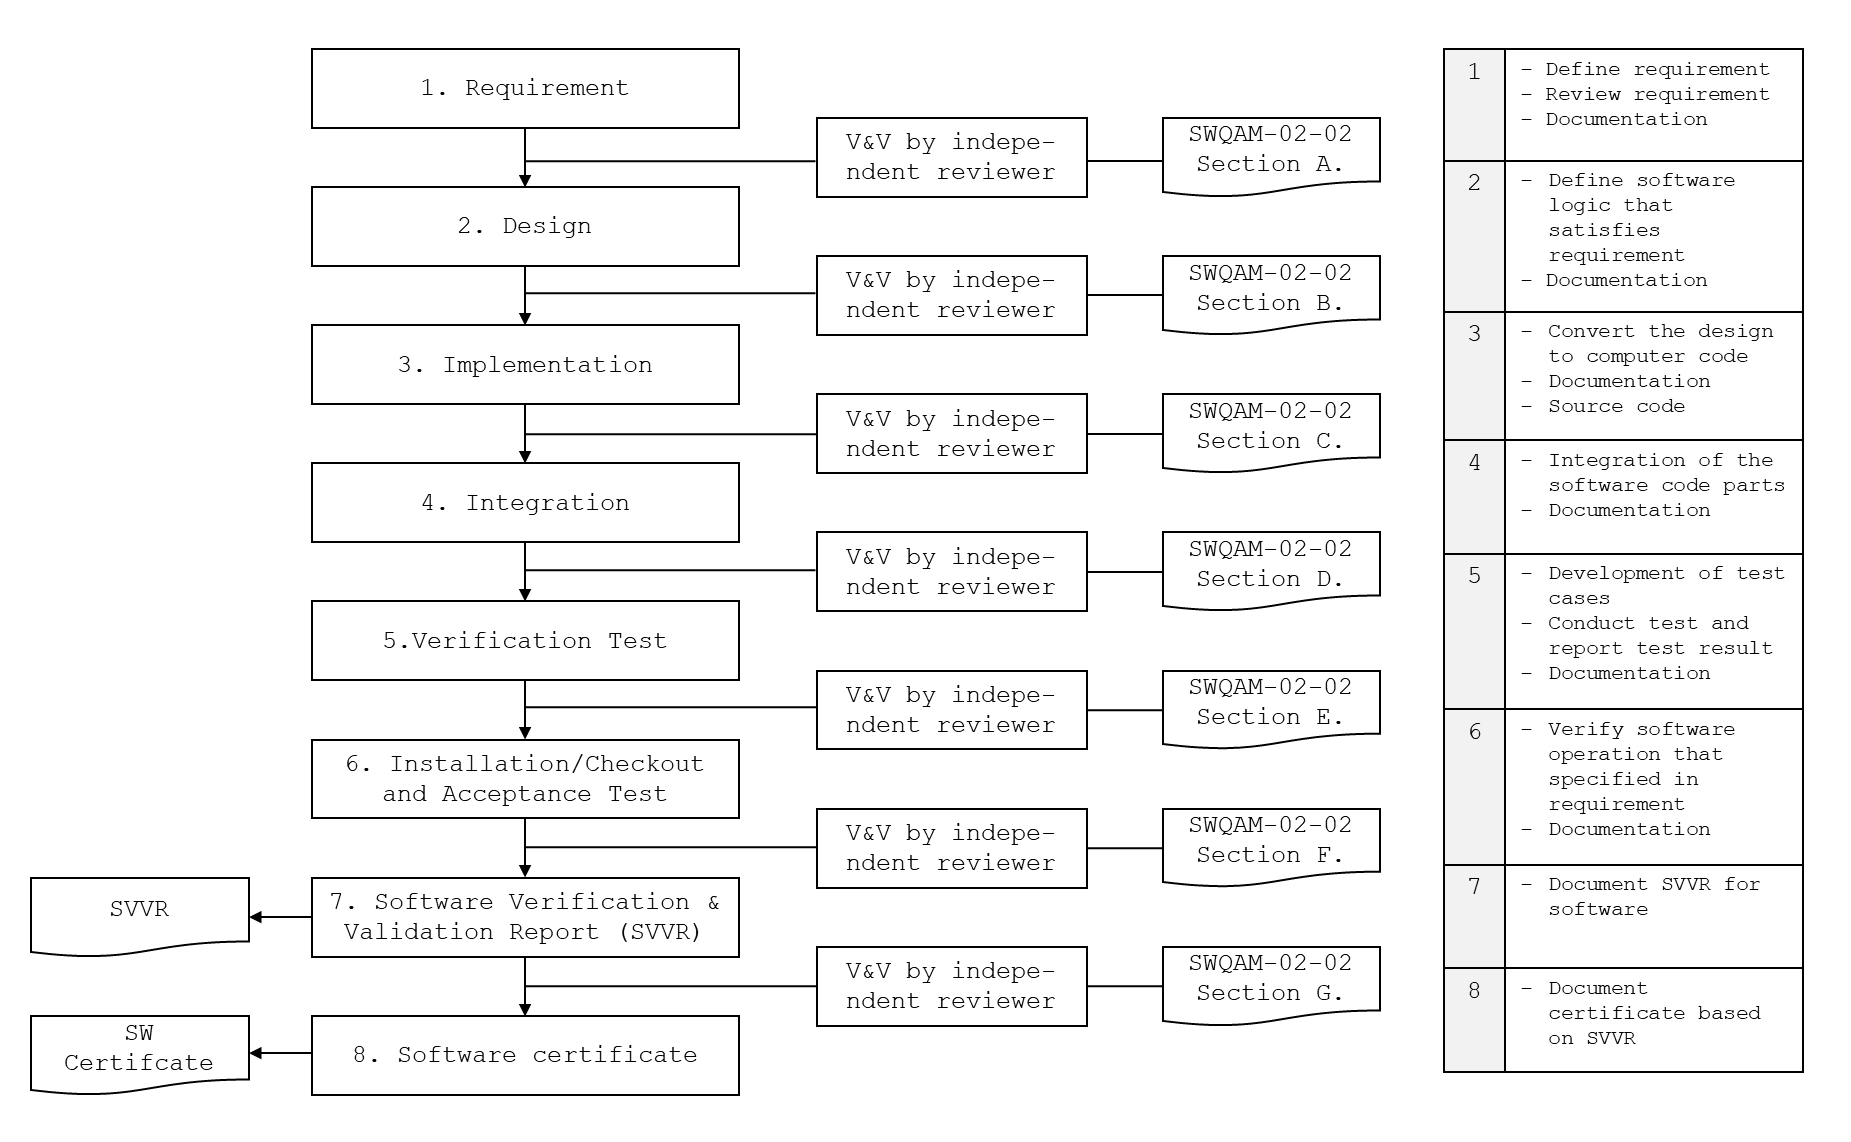 1. Requirement
V&V by indepe-
ndent reviewer
SWQAM-02-02
Section A.
2. Design
V&V by indepe-
ndent reviewer
SWQAM-02-02
Section B.
3. Implementation
V&V by indepe-
ndent reviewer
SWQAM-02-02
Section C.
4. Integration
V&V by indepe-
ndent reviewer
SWQAM-02-02
Section D.
5.Verification Test
V&V by indepe-
ndent reviewer
SWQAM-02-02
Section E.
6. Installation/Checkout
and Acceptance Test
V&V by indepe-
ndent reviewer
SWQAM-02-02
Section F.
SVVR
7. Software Verification &
Validation Report (SVVR)
V&V by indepe-
ndent reviewer
SWQAM-02-02
Section G.
SW
Certifcate
8. Software certificate
1
- Define requirement
- Review requirement
- Documentation
2
- Define software
logic that
satisfies
requirement
- Documentation
3
- Convert the design
to computer code
- Documentation
- Source code
4
- Integration of the
software code parts
- Documentation
5
- Development of test
cases
- Conduct test and
report test result
- Documentation
6
- Verify software
operation that
specified in
requirement
- Documentation
7
- Document SVVR for
software
8
- Document
certificate based
on SVVR